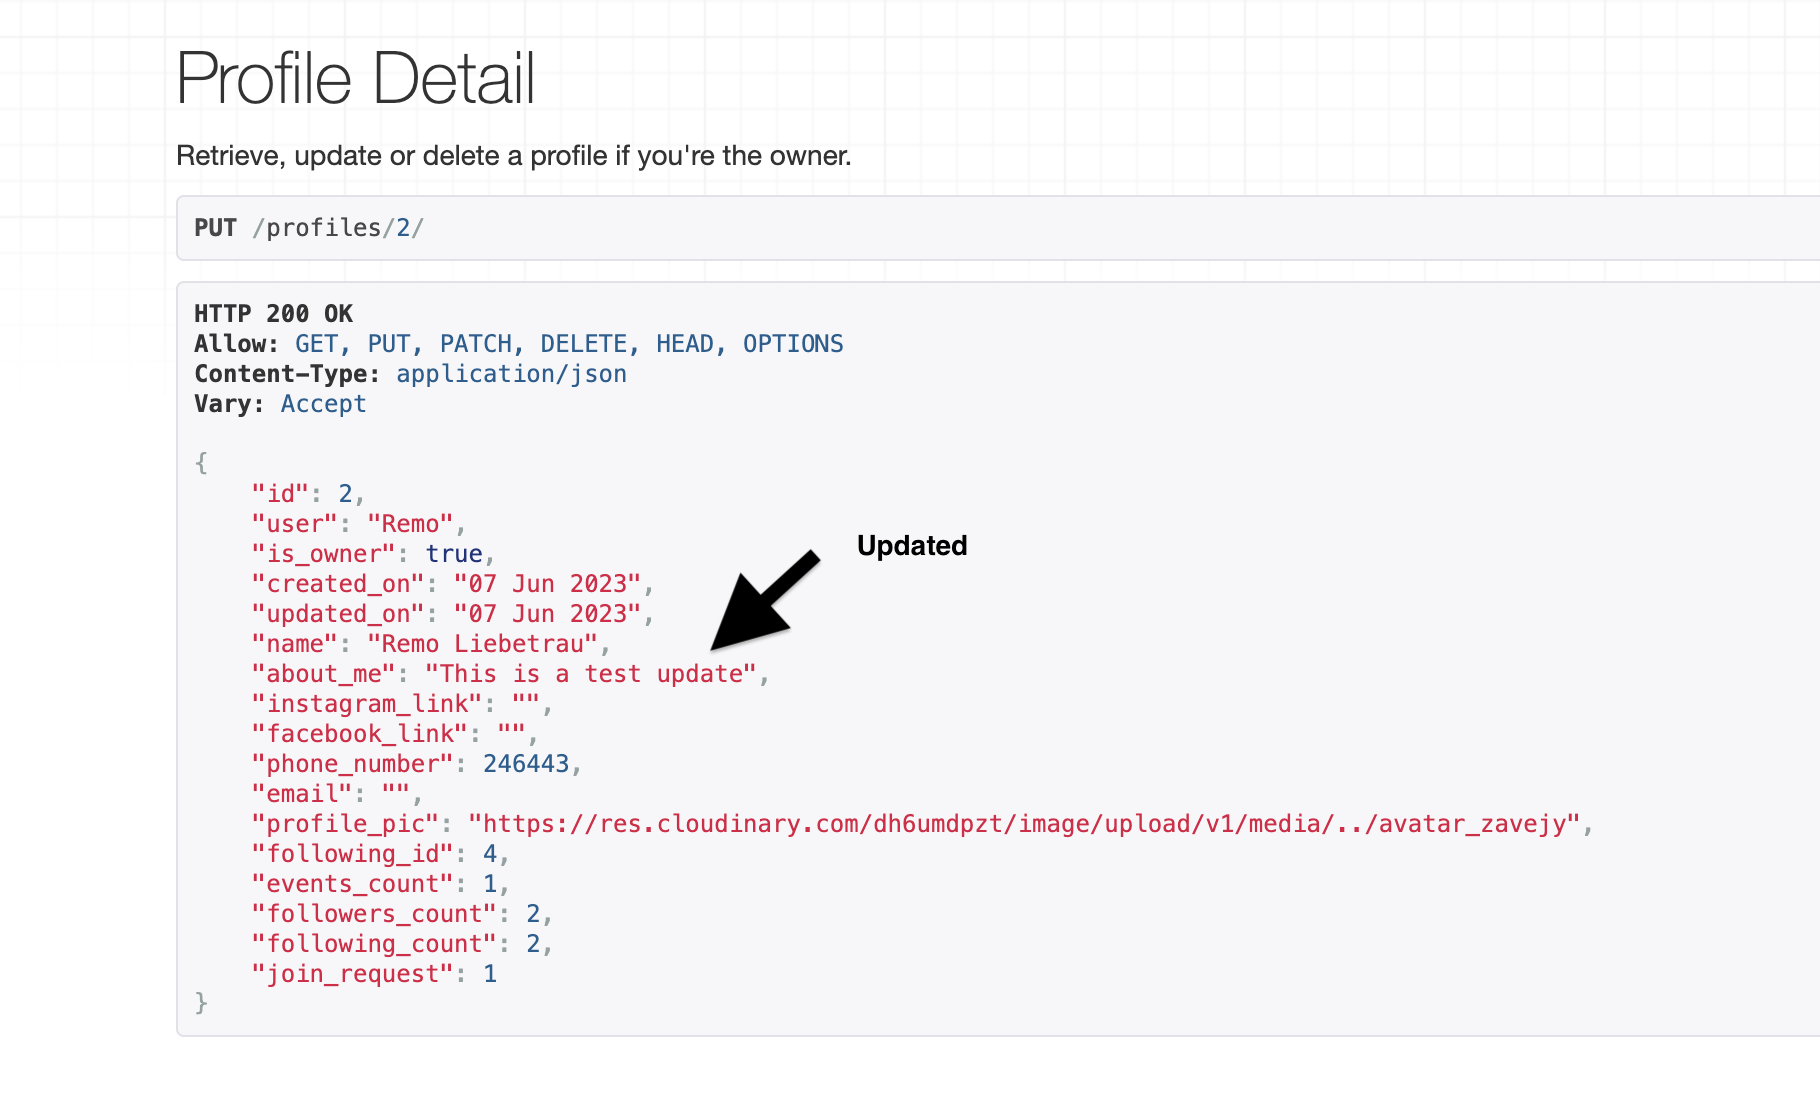 Profile Detail
Retrieve, update or delete a profile if you're the owner.
PUT /profiles/2/
HTTP 200 OK
Allow: GET, PUT, PATCH, DELETE, HEAD, OPTIONS
Content-Type: application/json
Vary: Accept
{
    "id": 2,
    "user": "Remo",
    "is_owner": true,
    "created_on": "07 Jun 2023",
    "updated_on": "07 Jun 2023",
    "name": "Remo Liebetrau",
    "about_me": "This is a test update",
    "instagram_link": "",
    "facebook_link": "",
    "phone_number": 246443,
    "email": "",
    "profile_pic": "https://res.cloudinary.com/dh6umdpzt/image/upload/v1/media/../avatar_zavejy",
    "following_id": 4,
    "events_count": 1,
    "followers_count": 2,
    "following_count": 2,
    "join_request": 1
}
Updated